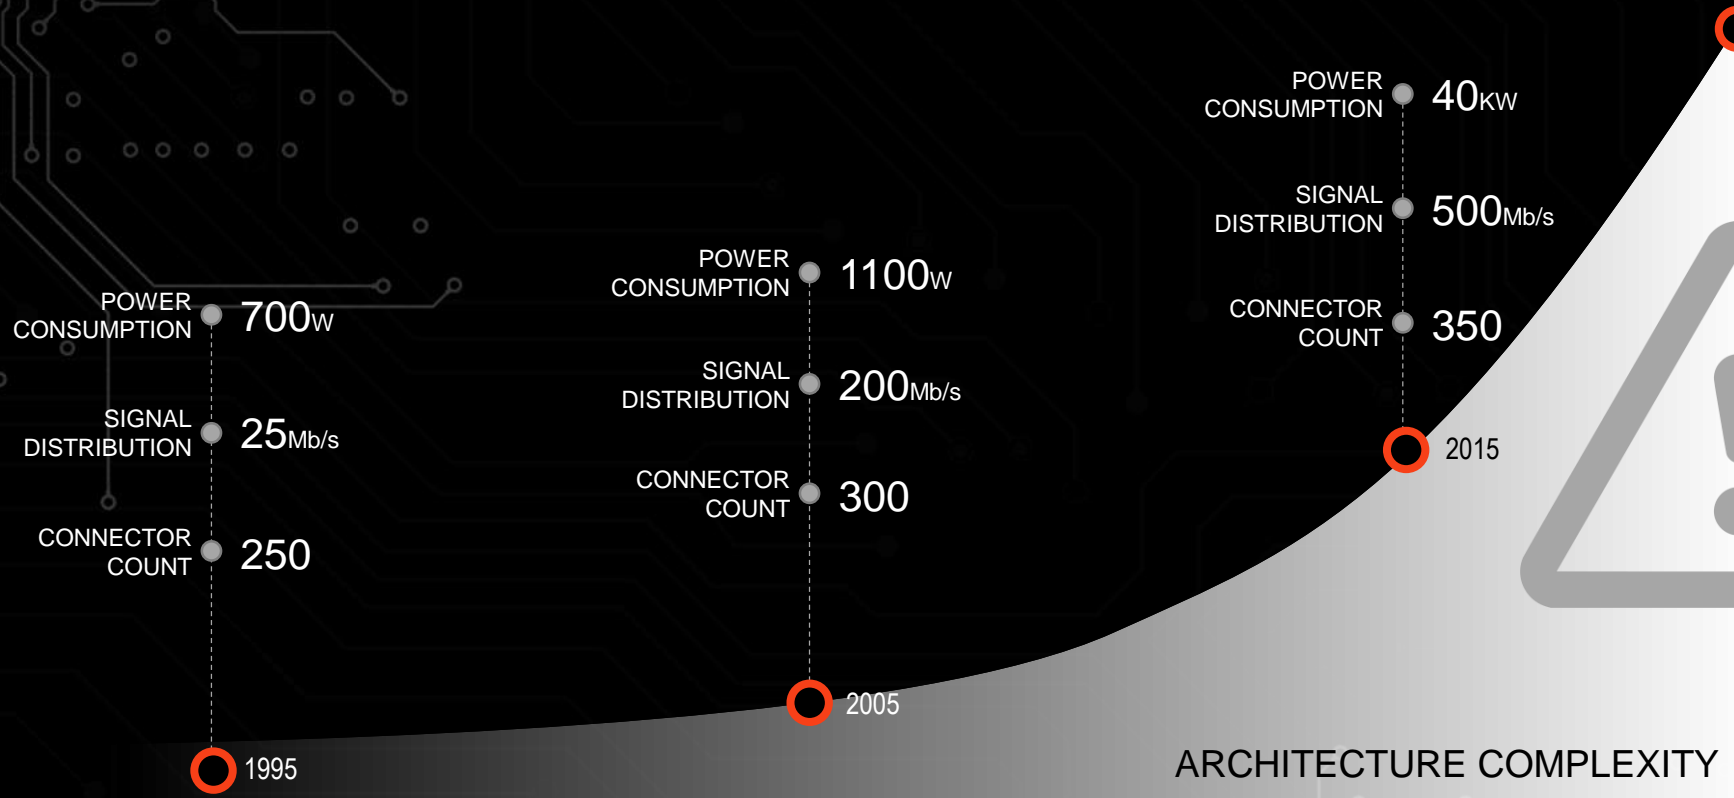 POWER
CONSUMPTION
700W
SIGNAL
DISTRIBUTION
25Mb/s
CONNECTOR
COUNT
250
1995
POWER
CONSUMPTION
1100W
SIGNAL
DISTRIBUTION
200Mb/s
CONNECTOR
COUNT
300
2005
POWER
CONSUMPTION
40KW
SIGNAL
DISTRIBUTION
500Mb/s
CONNECTOR
COUNT
350
2015
ARCHITECTURE COMPLEXITY